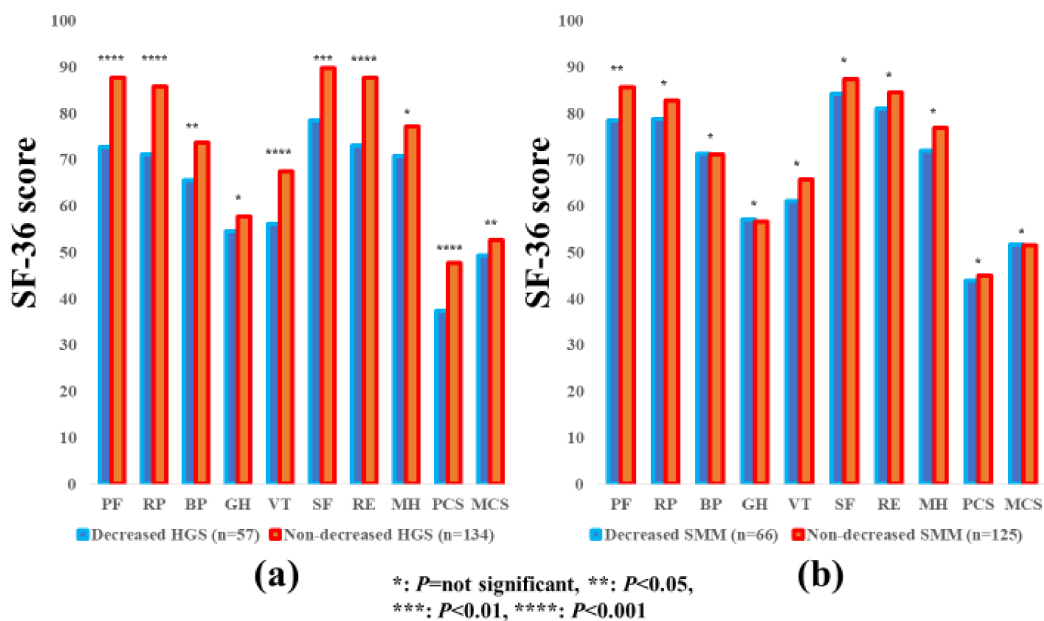 SF-36 score
100
90
80
70
60
50
40
30
20
10
0
**** **** ** * **** *** **** * **** **
PF RP BP GH VT SF RE MH PCS MCS
Decreased HGS (n=57) Non-decreased HGS (n=134)
(a)
SF-36 score
100
90
80
70
60
50
40
30
20
10
0
** * * * * * * * * *
PF RP BP GH VT SF RE MH PCS MCS
Decreased SMM (n=66) Non-decreased SMM (n=125)
(b)
*: P=not significant, **: P<0.05,
***: P<0.01, ****: P<0.001